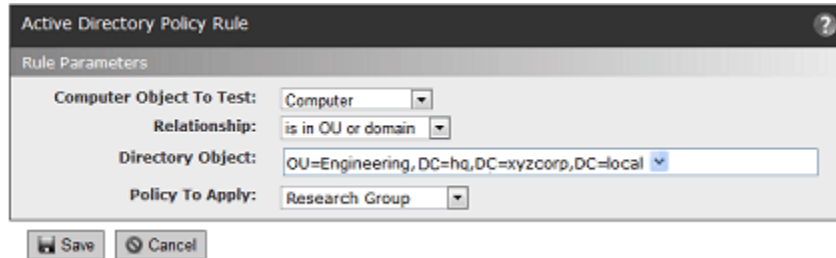 Active Directory Policy Rule ?
Rule Parameters
Computer Object To Test: Computer
Relationship: is in OU or domain
Directory Object: OU=Engineering,DC=hq,DC=xyzcorp,DC=local
Policy To Apply: Research Group
Save Cancel